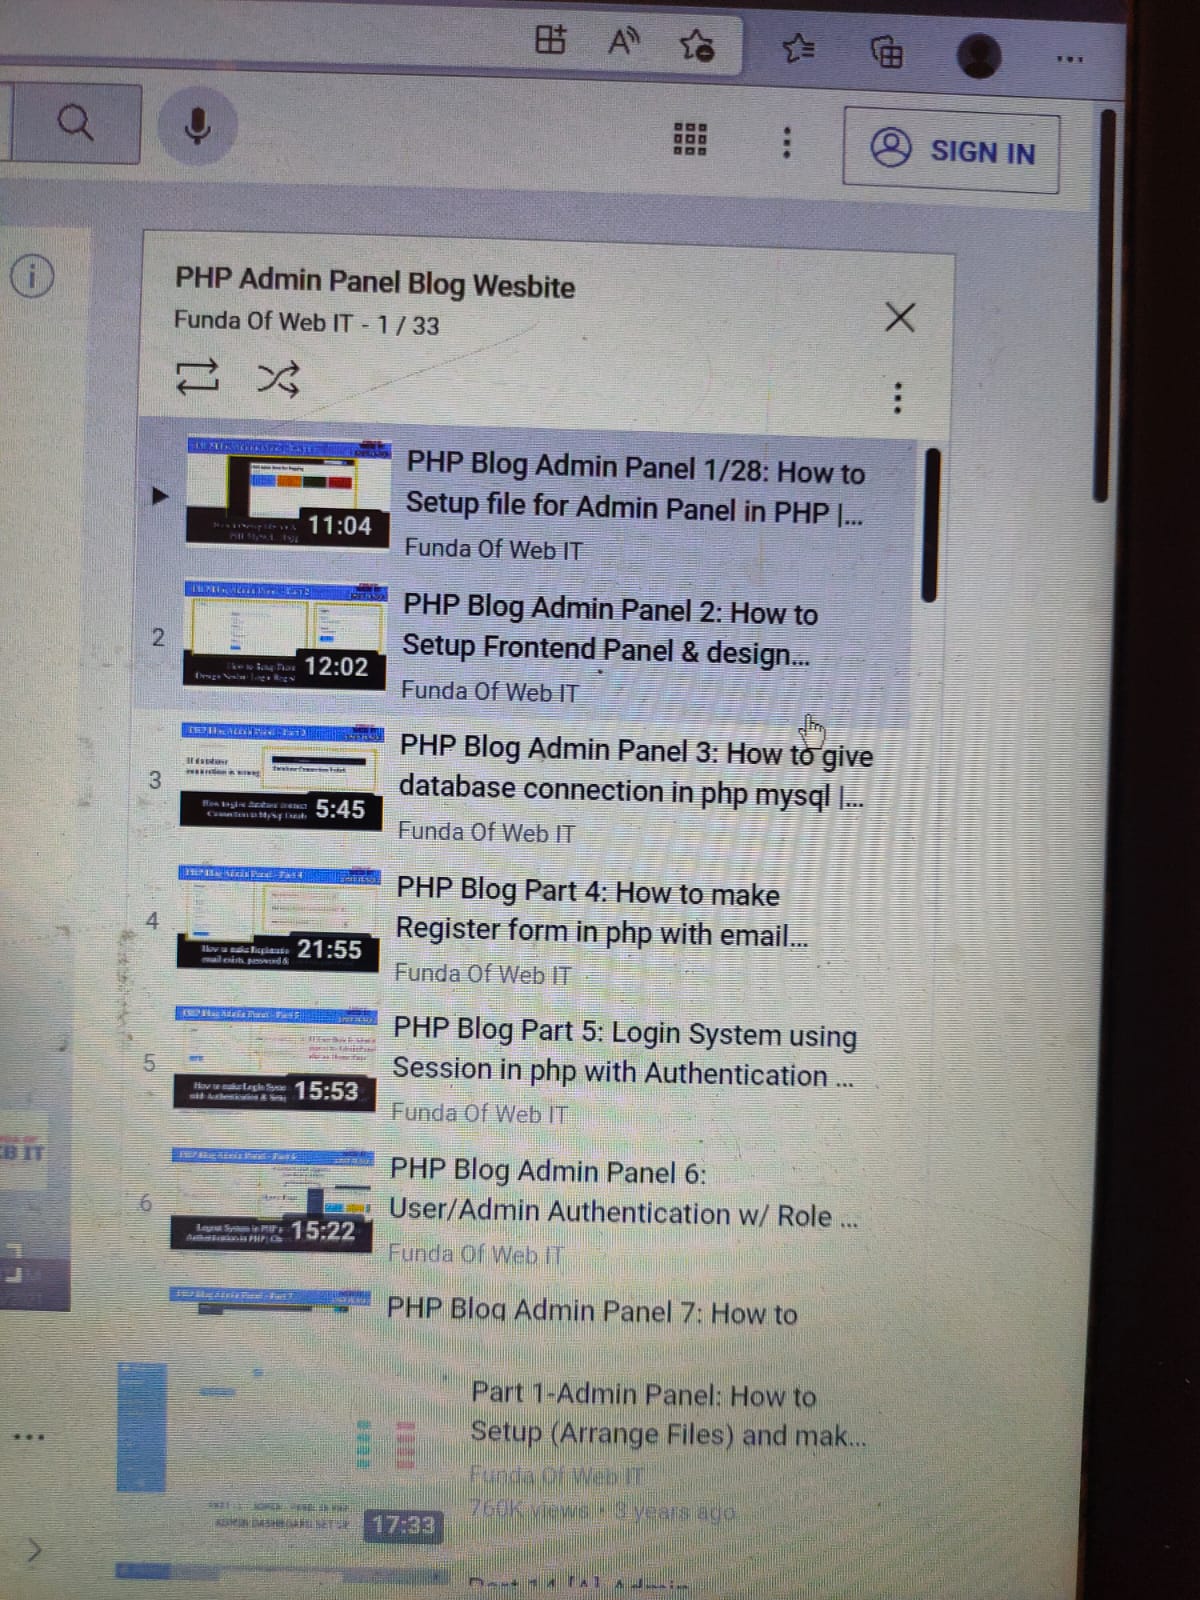 SIGN IN
PHP Admin Panel Blog Wesbite
Funda Of Web IT - 1 / 33
PHP Blog Admin Panel 1/28: How to
Setup file for Admin Panel in PHP |...
Funda Of Web IT
11:04
2
PHP Blog Admin Panel 2: How to
Setup Frontend Panel & design...
Funda Of Web IT
12:02
3
PHP Blog Admin Panel 3: How to give
database connection in php mysql |...
Funda Of Web IT
5:45
4
PHP Blog Part 4: How to make
Register form in php with email...
Funda Of Web IT
21:55
5
PHP Blog Part 5: Login System using
Session in php with Authentication ...
Funda Of Web IT
15:53
6
PHP Blog Admin Panel 6:
User/Admin Authentication w/ Role ...
Funda Of Web IT
15:22
PHP Blog Admin Panel 7: How to
Part 1-Admin Panel: How to
Setup (Arrange Files) and mak...
Funda Of Web IT
760K views • 3 years ago
17:33